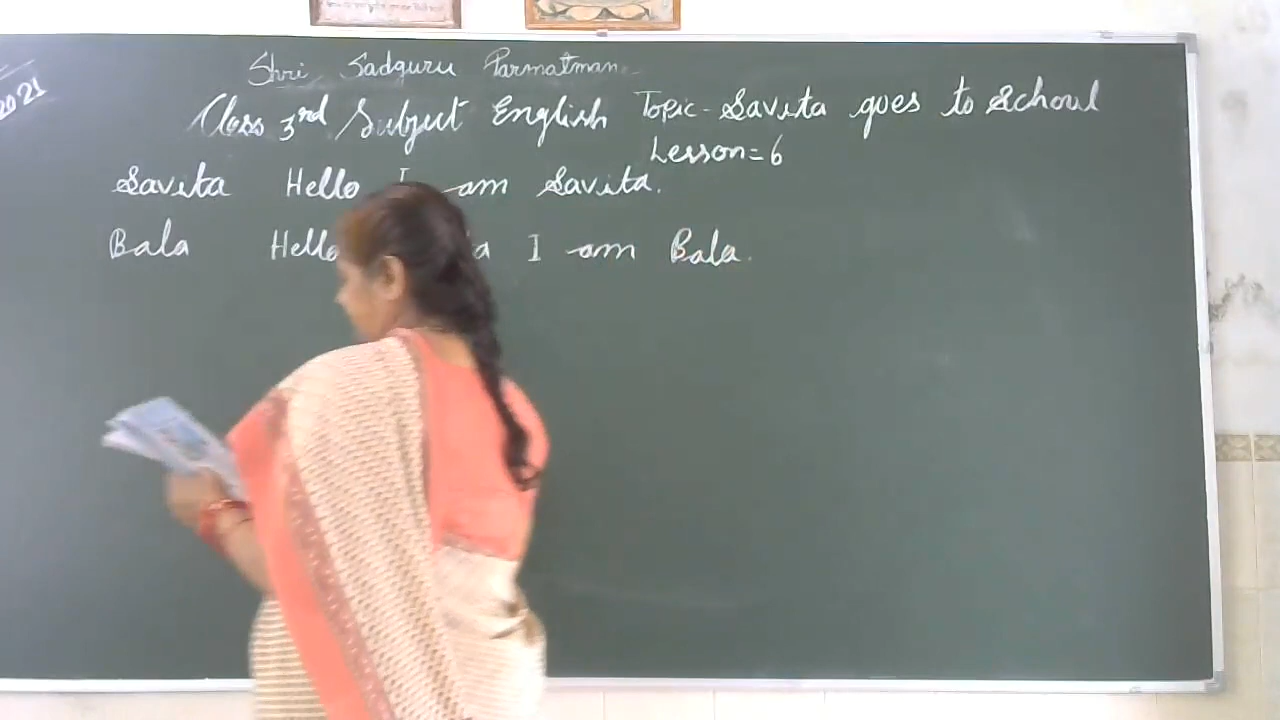 2021
Shri Sadguru Parmatman
Class 3rd Subject English Topic - Savita goes to School
Lesson = 6
Savita Hello I am Savita.
Bala Hello I am Bala.